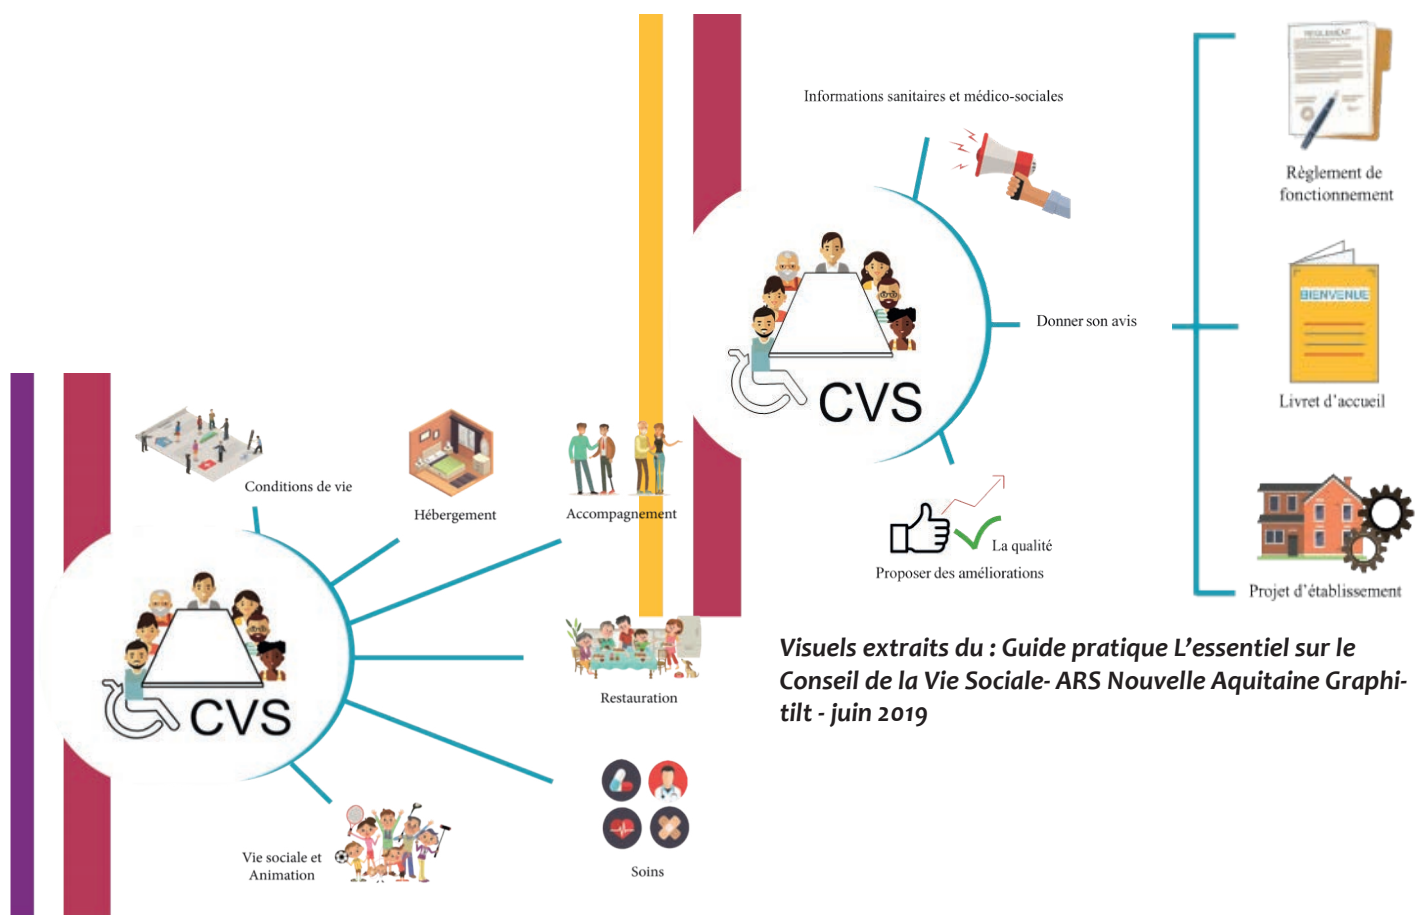 Informations sanitaires et médico-sociales
REGLEMENT
Règlement de
fonctionnement
Donner son avis
BIENVENUE
Livret d'accueil
CVS
La qualité
Proposer des améliorations
Projet d'établissement
Visuels extraits du : Guide pratique L'essentiel sur le
Conseil de la Vie Sociale- ARS Nouvelle Aquitaine Graphi-
tilt - juin 2019
Conditions de vie
Hébergement
Accompagnement
CVS
Restauration
Vie sociale et
Animation
Soins